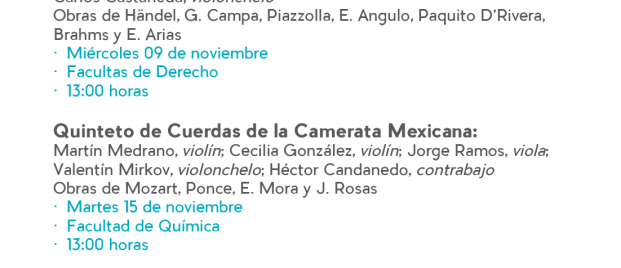 Carlos Castañeda, violonchelo
Obras de Händel, G. Campa, Piazzolla, E. Angulo, Paquito D'Rivera,
Brahms y E. Arias
· Miércoles 09 de noviembre
· Facultas de Derecho
· 13:00 horas
Quinteto de Cuerdas de la Camerata Mexicana:
Martín Medrano, violín; Cecilia González, violín; Jorge Ramos, viola;
Valentín Mirkov, violonchelo; Héctor Candanedo, contrabajo
Obras de Mozart, Ponce, E. Mora y J. Rosas
· Martes 15 de noviembre
· Facultad de Química
· 13:00 horas